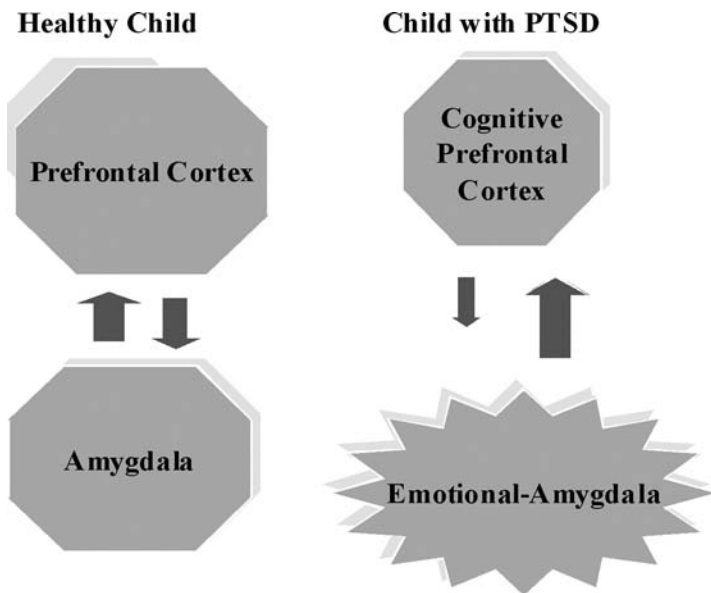 Healthy Child
Child with PTSD
Prefrontal Cortex
Cognitive
Prefrontal
Cortex
Amygdala
Emotional-Amygdala